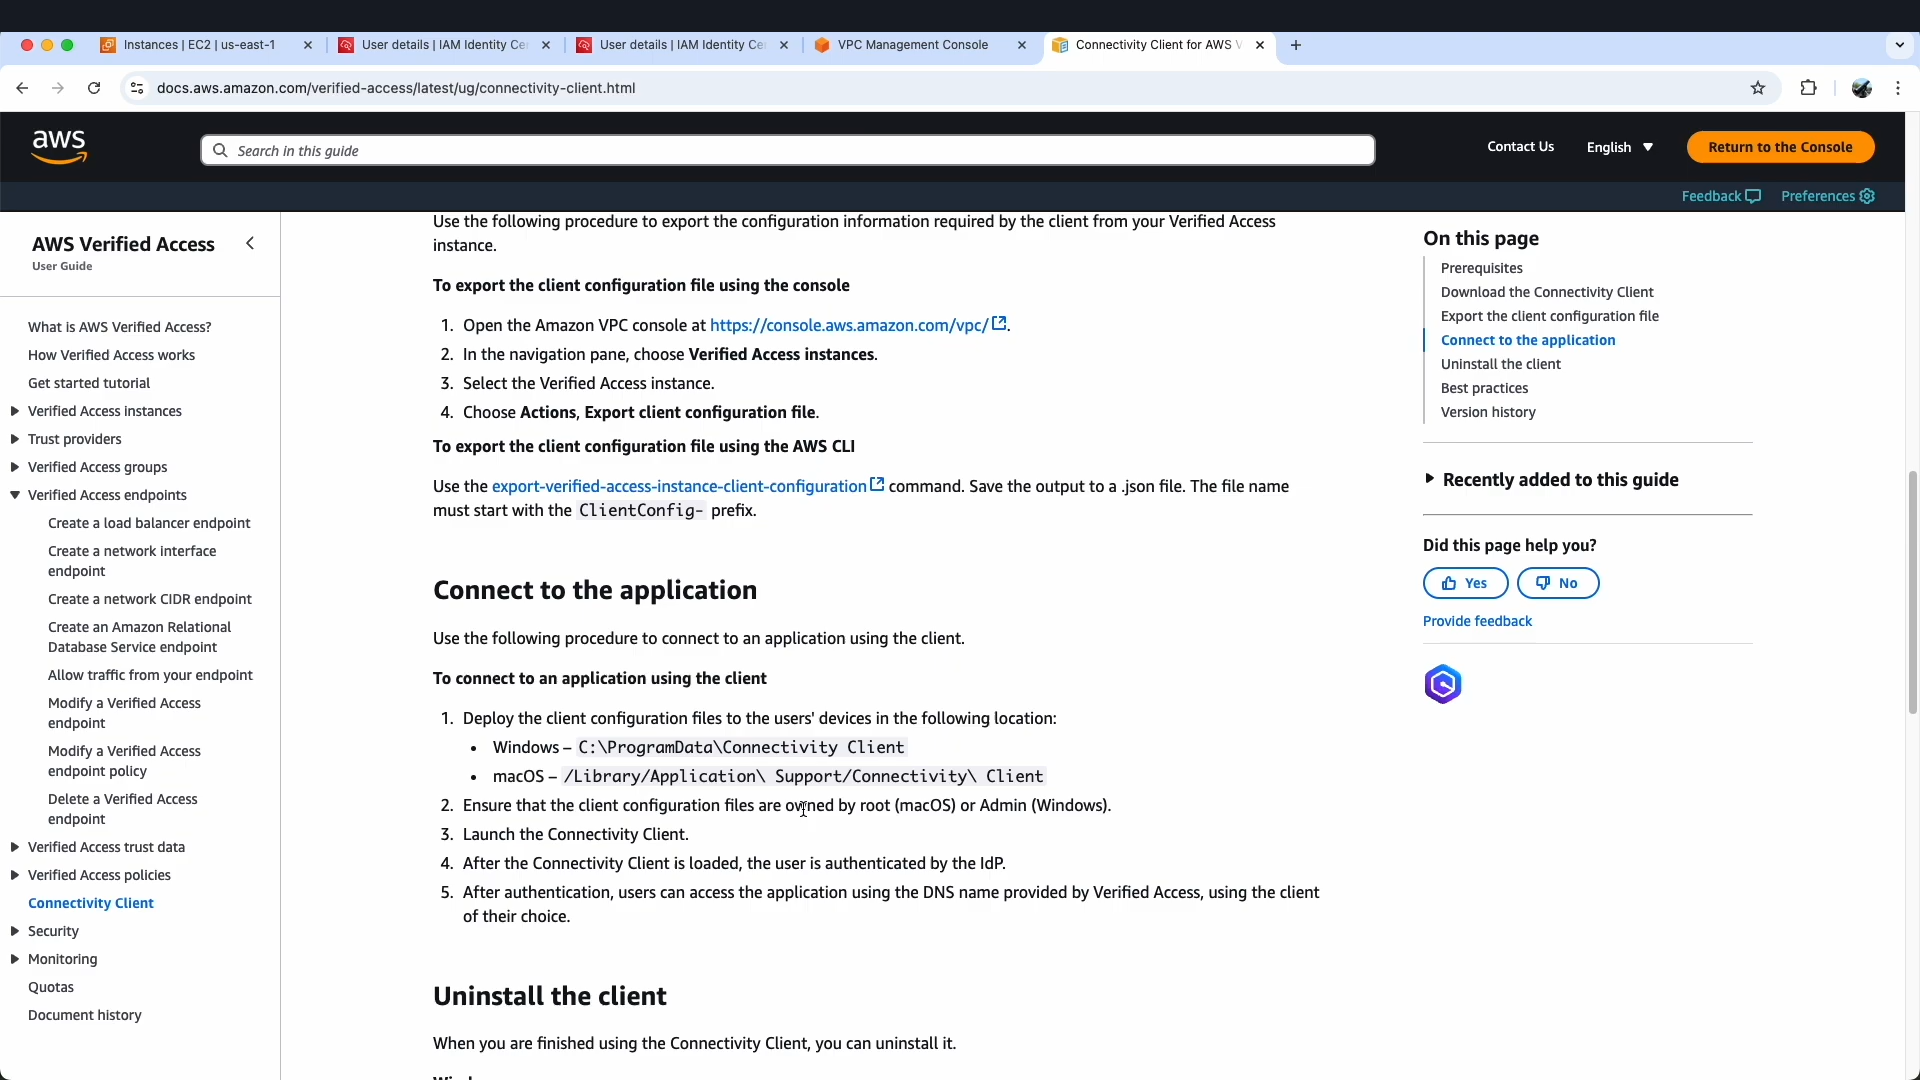 Instances | EC2 | us-east-1
User details | IAM Identity Ce
User details | IAM Identity Ce
VPC Management Console
Connectivity Client for AWS V
docs.aws.amazon.com/verified-access/latest/ug/connectivity-client.html
aws
Search in this guide
Contact Us
English
Return to the Console
Feedback
Preferences
AWS Verified Access
User Guide
What is AWS Verified Access?
How Verified Access works
Get started tutorial
Verified Access instances
Trust providers
Verified Access groups
Verified Access endpoints
Create a load balancer endpoint
Create a network interface
endpoint
Create a network CIDR endpoint
Create an Amazon Relational
Database Service endpoint
Allow traffic from your endpoint
Modify a Verified Access
endpoint
Modify a Verified Access
endpoint policy
Delete a Verified Access
endpoint
Verified Access trust data
Verified Access policies
Connectivity Client
Security
Monitoring
Quotas
Document history
Use the following procedure to export the configuration information required by the client from your Verified Access
instance.
To export the client configuration file using the console
1. Open the Amazon VPC console at https://console.aws.amazon.com/vpc/.
2. In the navigation pane, choose Verified Access instances.
3. Select the Verified Access instance.
4. Choose Actions, Export client configuration file.
To export the client configuration file using the AWS CLI
Use the export-verified-access-instance-client-configuration command. Save the output to a .json file. The file name
must start with the ClientConfig- prefix.
Connect to the application
Use the following procedure to connect to an application using the client.
To connect to an application using the client
1. Deploy the client configuration files to the users' devices in the following location:
• Windows – C:\ProgramData\Connectivity Client
• macOS – /Library/Application\ Support/Connectivity\ Client
2. Ensure that the client configuration files are owned by root (macOS) or Admin (Windows).
3. Launch the Connectivity Client.
4. After the Connectivity Client is loaded, the user is authenticated by the IdP.
5. After authentication, users can access the application using the DNS name provided by Verified Access, using the client
of their choice.
Uninstall the client
When you are finished using the Connectivity Client, you can uninstall it.
On this page
Prerequisites
Download the Connectivity Client
Export the client configuration file
Connect to the application
Uninstall the client
Best practices
Version history
Recently added to this guide
Did this page help you?
Yes
No
Provide feedback